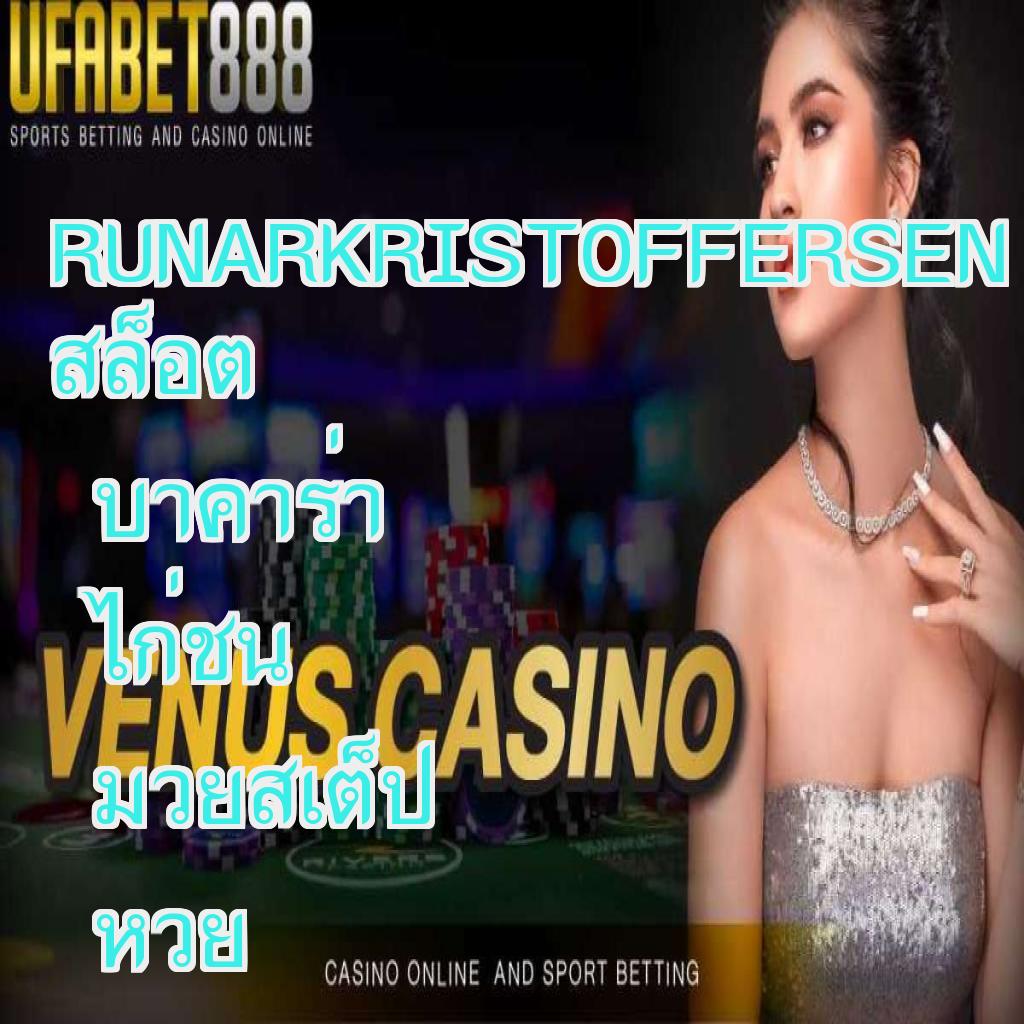 UFABET888
SPORTS BETTING AND CASINO ONLINE
RUNARKRISTOFFERSEN
สล็อต
บาคาร่า
ไก่ชน
VENUS CASINO
มวยสเต็ป
หวย
CASINO ONLINE AND SPORT BETTING